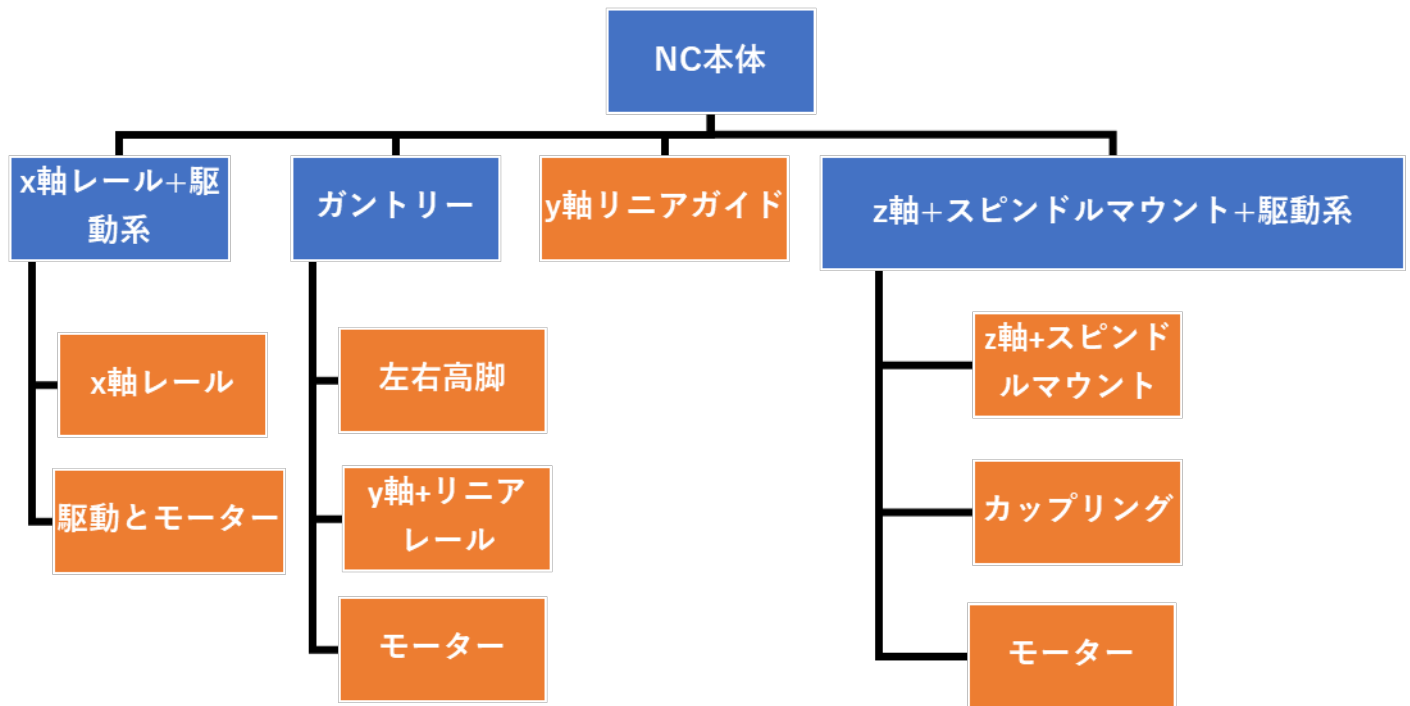 NC本体
x軸レール+駆
動系
ガントリー
y軸リニアガイド
z軸+スピンドルマウント+駆動系
x軸レール
駆動とモーター
左右高脚
y軸+リニア
レール
モーター
z軸+スピンド
ルマウント
カップリング
モーター